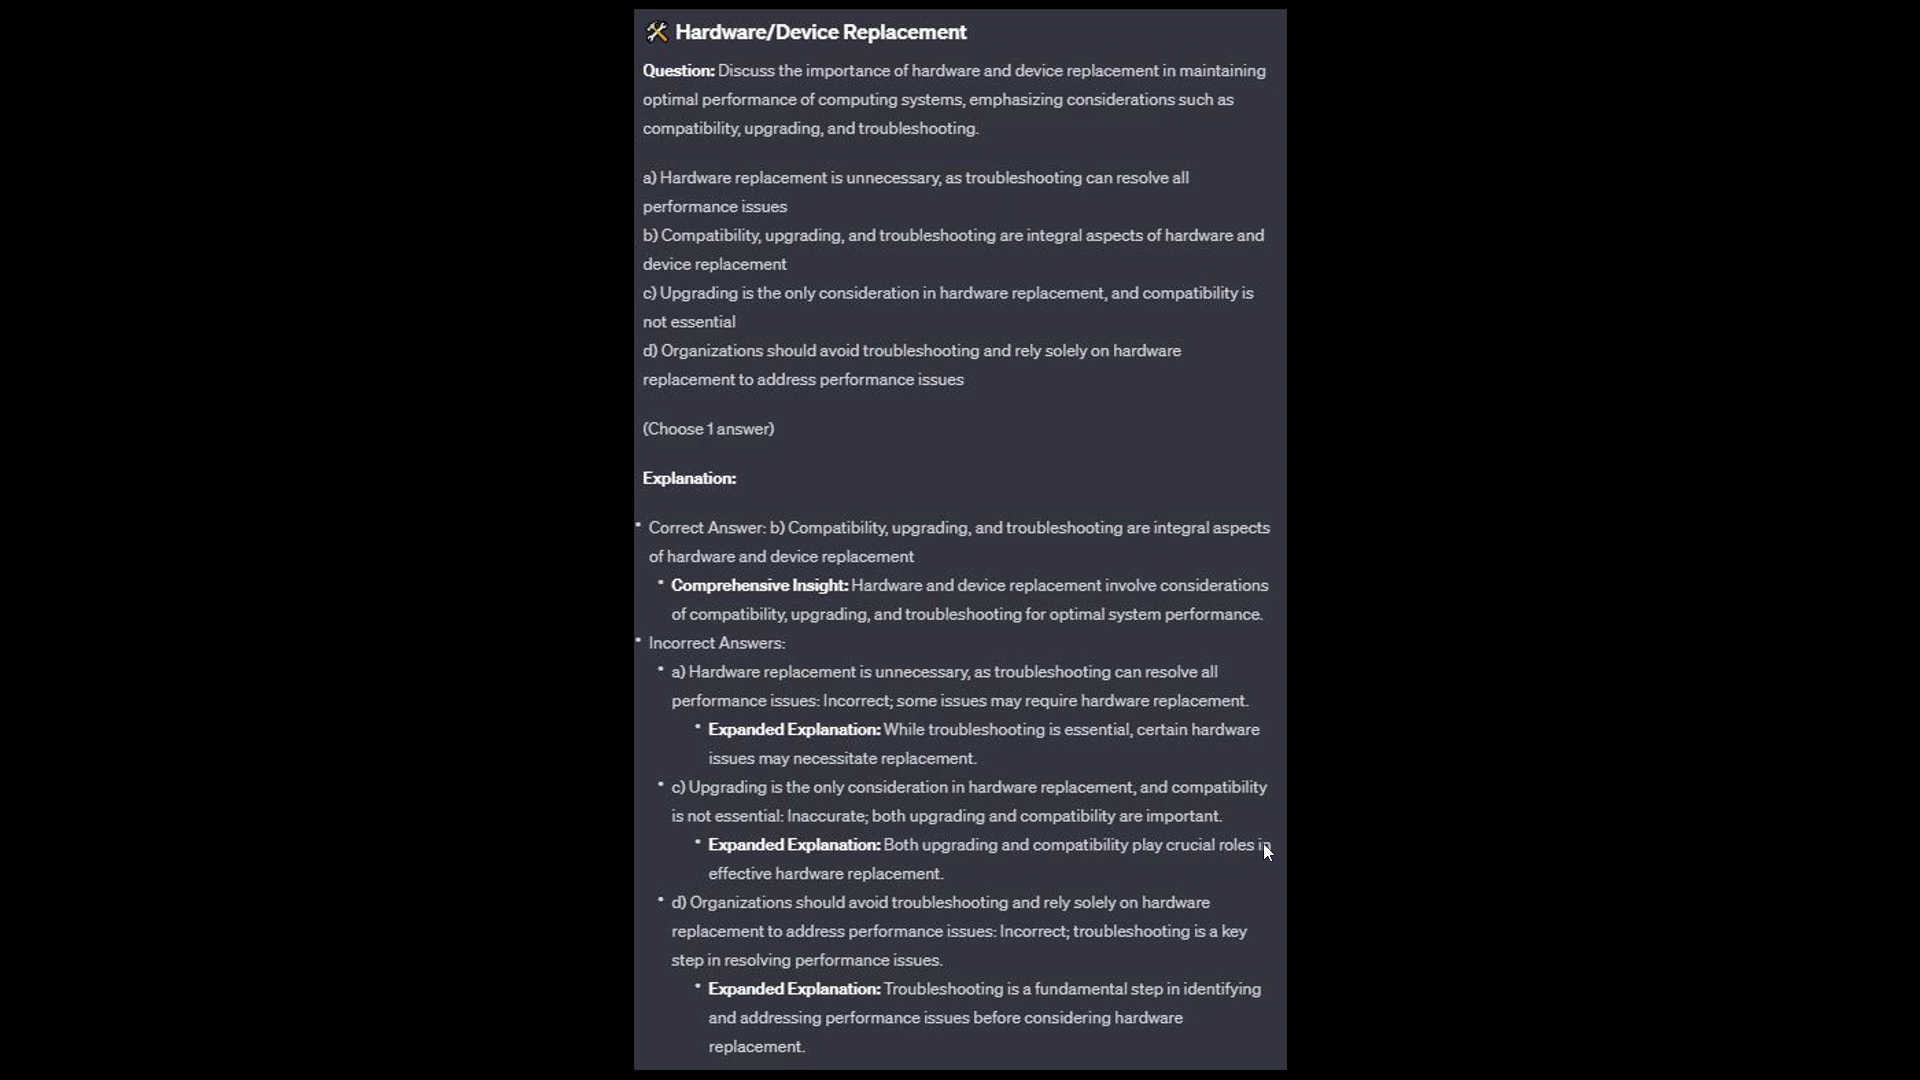 🛠 Hardware/Device Replacement
Question: Discuss the importance of hardware and device replacement in maintaining
optimal performance of computing systems, emphasizing considerations such as
compatibility, upgrading, and troubleshooting.
a) Hardware replacement is unnecessary, as troubleshooting can resolve all
performance issues
b) Compatibility, upgrading, and troubleshooting are integral aspects of hardware and
device replacement
c) Upgrading is the only consideration in hardware replacement, and compatibility is
not essential
d) Organizations should avoid troubleshooting and rely solely on hardware
replacement to address performance issues
(Choose 1 answer)
Explanation:
• Correct Answer: b) Compatibility, upgrading, and troubleshooting are integral aspects
of hardware and device replacement
• Comprehensive Insight: Hardware and device replacement involve considerations
of compatibility, upgrading, and troubleshooting for optimal system performance.
• Incorrect Answers:
• a) Hardware replacement is unnecessary, as troubleshooting can resolve all
performance issues: Incorrect; some issues may require hardware replacement.
• Expanded Explanation: While troubleshooting is essential, certain hardware
issues may necessitate replacement.
• c) Upgrading is the only consideration in hardware replacement, and compatibility
is not essential: Inaccurate; both upgrading and compatibility are important.
• Expanded Explanation: Both upgrading and compatibility play crucial roles in
effective hardware replacement.
• d) Organizations should avoid troubleshooting and rely solely on hardware
replacement to address performance issues: Incorrect; troubleshooting is a key
step in resolving performance issues.
• Expanded Explanation: Troubleshooting is a fundamental step in identifying
and addressing performance issues before considering hardware
replacement.